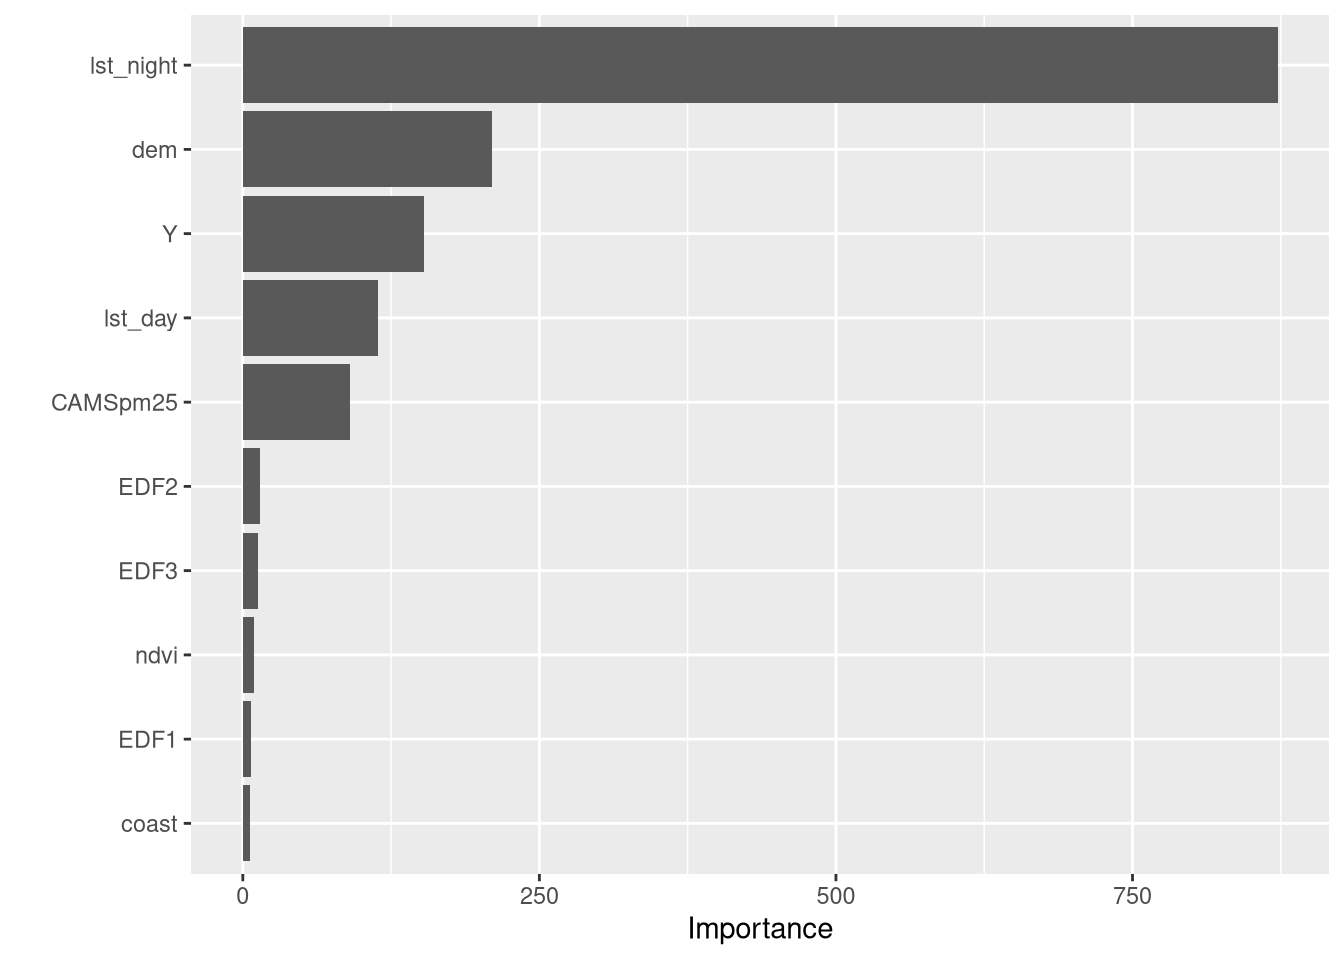 lst_night
dem
Y
lst_day
CAMSpm25
EDF2
EDF3
ndvi
EDF1
coast
0 250 500 750
Importance